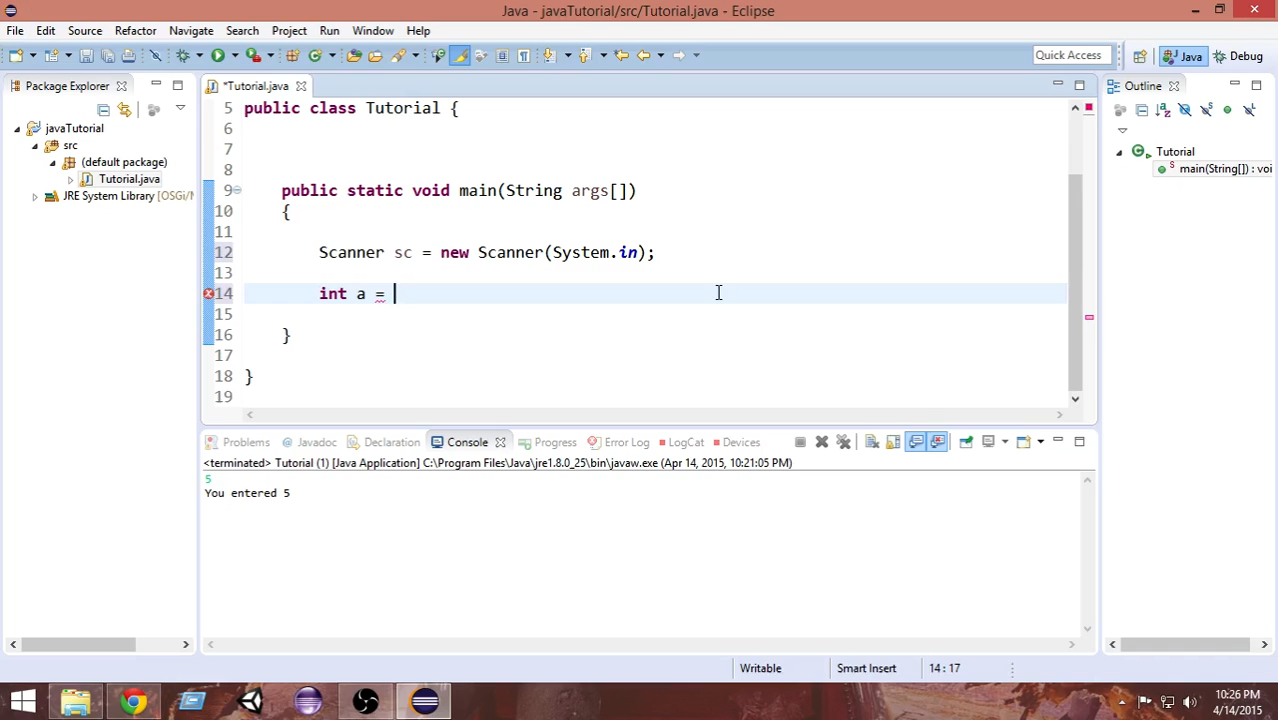 Java - javaTutorial/src/Tutorial.java - Eclipse
File Edit Source Refactor Navigate Search Project Run Window Help
Quick Access Java Debug
Package Explorer *Tutorial.java Outline
javaTutorial
src
(default package)
Tutorial.java
JRE System Library [OSGi/M
5 public class Tutorial {
6
7
8
9 public static void main(String args[])
10 {
11
12 Scanner sc = new Scanner(System.in);
13
14 int a =
15
16 }
17
18 }
19
Tutorial
main(String[]) : voi
Problems Javadoc Declaration Console Progress Error Log LogCat Devices
<terminated> Tutorial (1) [Java Application] C:\Program Files\Java\jre1.8.0_25\bin\javaw.exe (Apr 14, 2015, 10:21:05 PM)
5
You entered 5
Writable Smart Insert 14 : 17
10:26 PM
4/14/2015